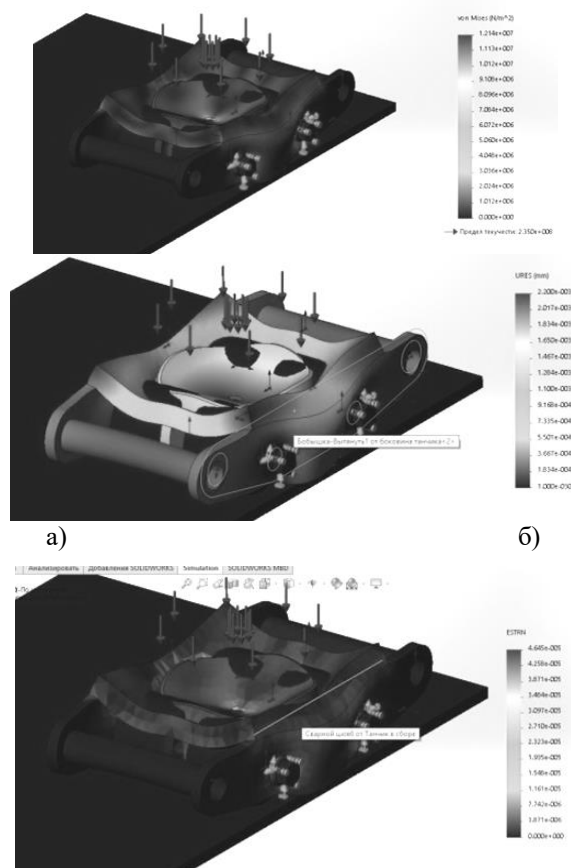 von Mises (N/m^2)
1.214e+007
1.113e+007
1.012e+007
9.108e+006
8.096e+006
7.084e+006
6.072e+006
5.060e+006
4.048e+006
3.036e+006
2.024e+006
1.012e+006
0.000e+000
Предел текучести: 2.350e+008
URES (mm)
2.200e-003
2.017e-003
1.834e-003
1.650e-003
1.467e-003
1.284e-003
1.100e-003
9.168e-004
7.335e-004
5.501e-004
3.667e-004
1.834e-004
1.000e-030
Бобышка-Вытянуть1 от боковина танчика<2>
а) б)
Анализировать Добавления SOLIDWORKS Simulation SOLIDWORKS MBD
ESTRN
4.645e-005
4.258e-005
3.871e-005
3.484e-005
3.097e-005
2.710e-005
2.323e-005
1.935e-005
1.548e-005
1.161e-005
7.742e-006
3.871e-006
0.000e+000
Сварной шов6 от Танчик в сборе